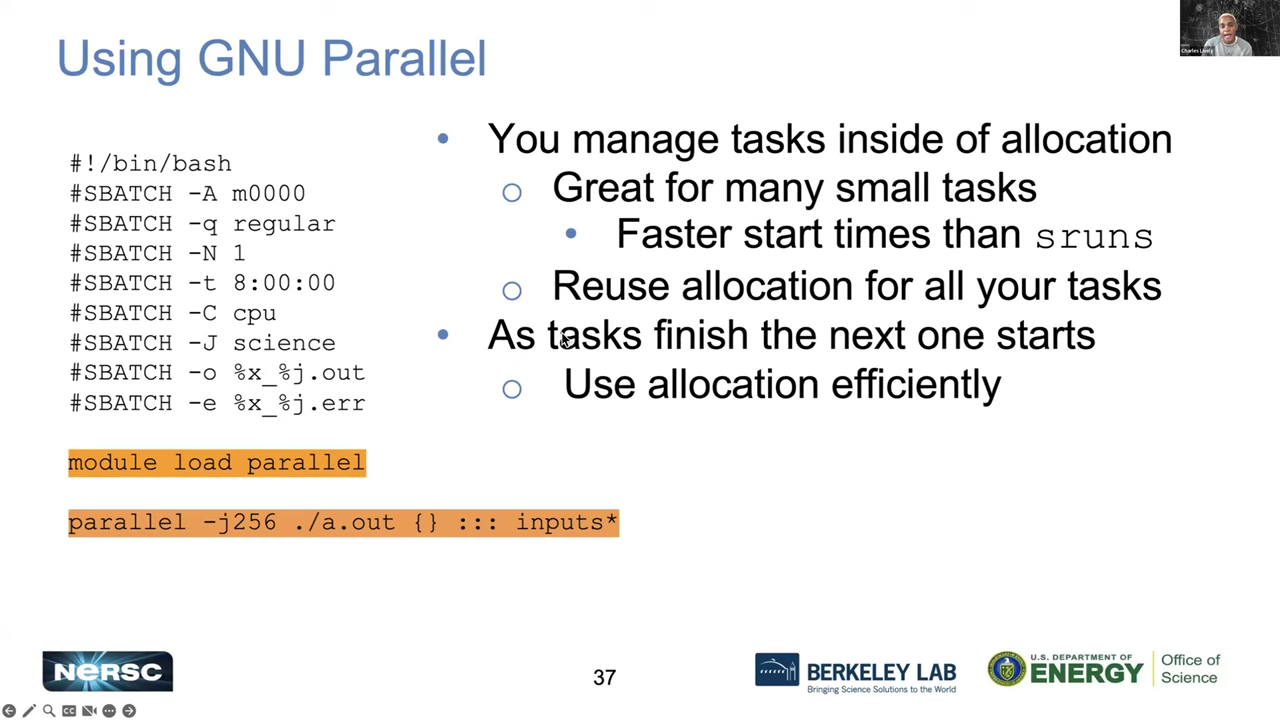 Using GNU Parallel
Charles Lively
#!/bin/bash
#SBATCH -A m0000
#SBATCH -q regular
#SBATCH -N 1
#SBATCH -t 8:00:00
#SBATCH -C cpu
#SBATCH -J science
#SBATCH -o %x_%j.out
#SBATCH -e %x_%j.err
module load parallel
parallel -j256 ./a.out {} ::: inputs*
• You manage tasks inside of allocation
○ Great for many small tasks
• Faster start times than sruns
○ Reuse allocation for all your tasks
• As tasks finish the next one starts
○ Use allocation efficiently
NERSC
37
BERKELEY LAB
Bringing Science Solutions to the World
U.S. DEPARTMENT OF
ENERGY
Office of
Science